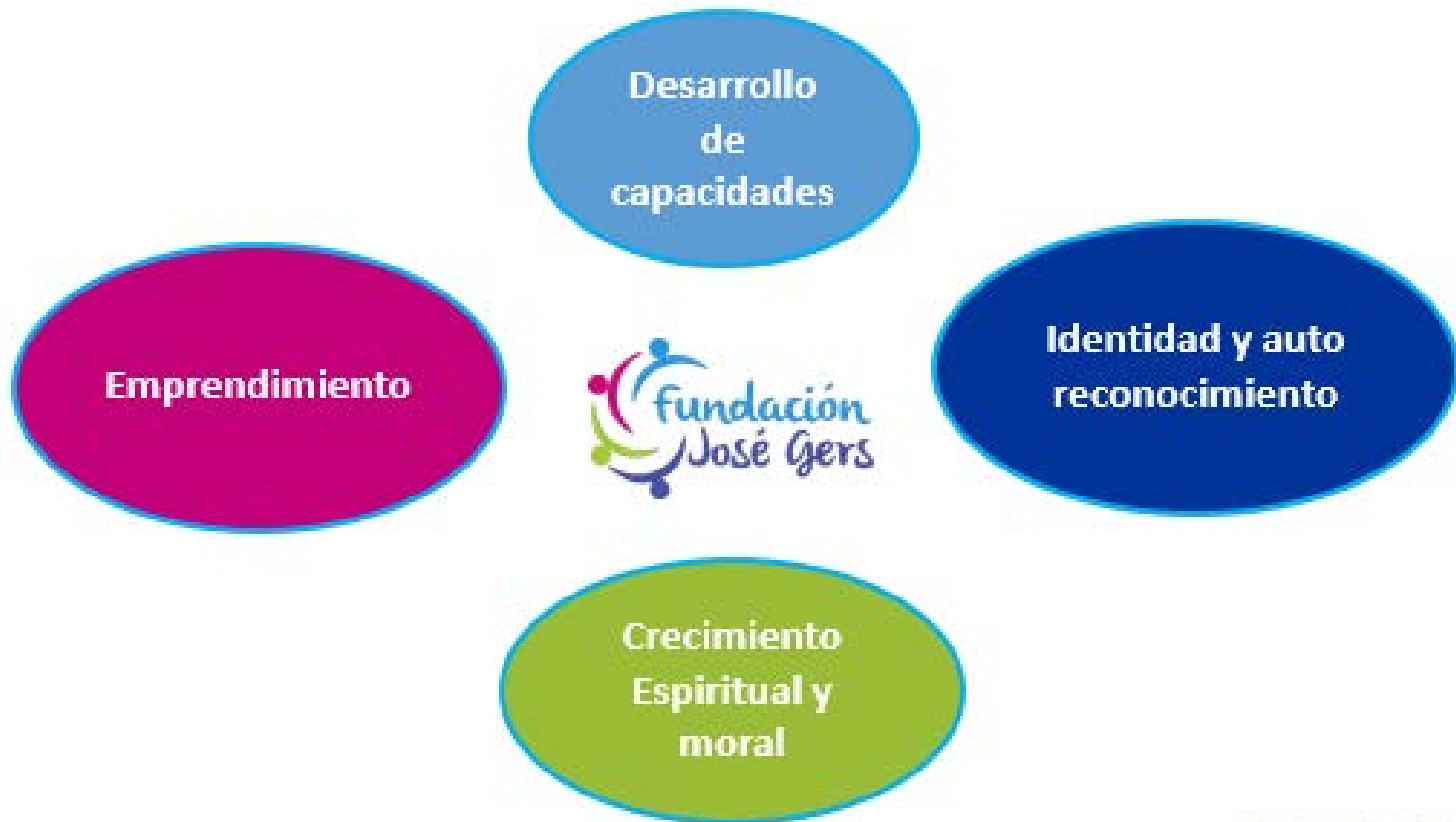 Desarrollo
de
capacidades
Emprendimiento
Identidad y auto
reconocimiento
fundación
José Gers
Crecimiento
Espiritual y
moral